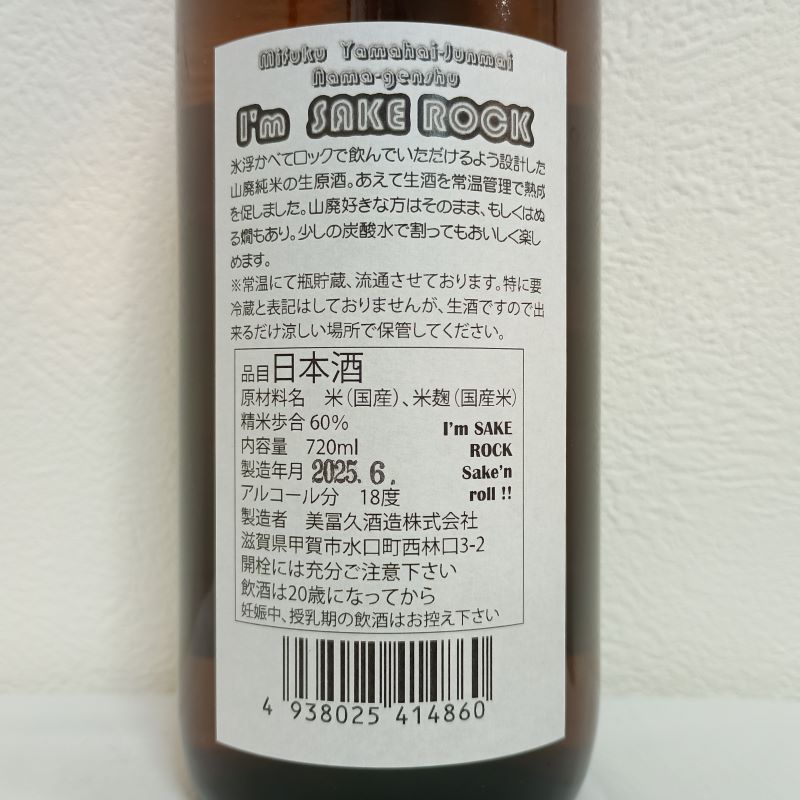 Mifuku Yamahai-Junmai
Nama-genshu
I'm SAKE ROCK
氷浮かべてロックで飲んでいただけるよう設計した
山廃純米の生原酒。あえて生酒を常温管理で熟成
を促しました。山廃好きな方はそのまま、もしくはぬ
る燗もあり。少しの炭酸水で割ってもおいしく楽し
めます。
※常温にて瓶貯蔵、流通させております。特に要
冷蔵と表記はしておりませんが、生酒ですので出
来るだけ涼しい場所で保管してください。
品目日本酒
原材料名 米(国産)、米麹(国産米)
精米歩合 60%
内容量 720ml
製造年月 2025.6.
アルコール分 18度
I'm SAKE
ROCK
Sake'n
roll !!
製造者 美冨久酒造株式会社
滋賀県甲賀市水口町西林口3-2
開栓には充分ご注意下さい
飲酒は20歳になってから
妊娠中、授乳期の飲酒はお控え下さい
4 938025 414860